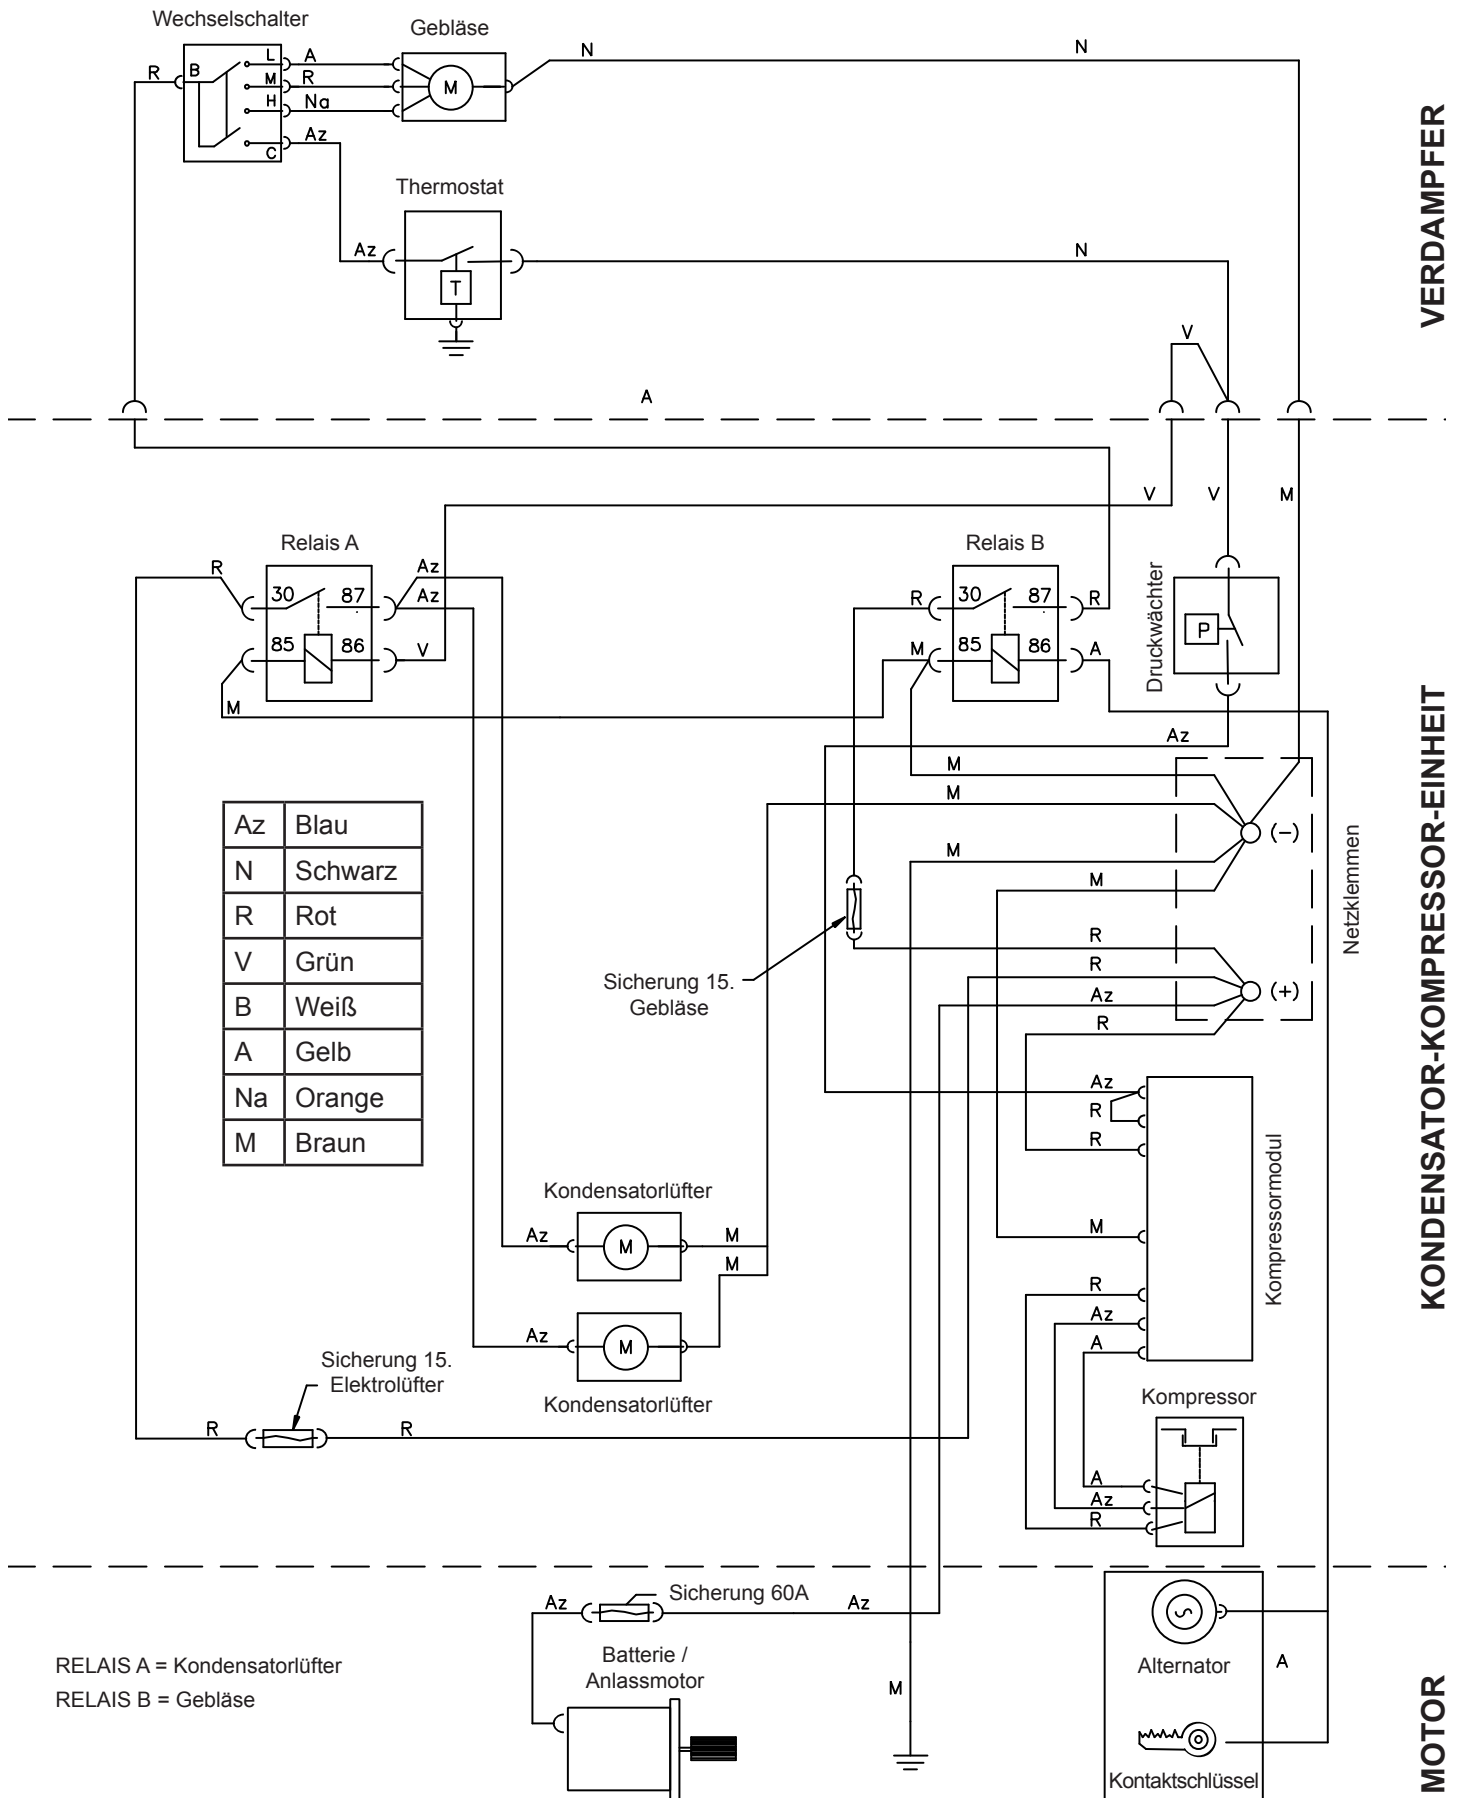 Wechselschalter
Gebläse
R
B
L
M
H
C
A
R
Na
Az
M
N
N
Thermostat
Az
T
N
V
A
VERDAMPFER
V
V
M
Relais A
Relais B
R
30
87
85
86
Az
Az
V
M
R
30
87
85
86
R
M
A
Druckwächter
P
Az
M
M
M
M
(-)
Netzklemmen
R
R
Az
R
(+)
Az Blau
N Schwarz
R Rot
V Grün
B Weiß
A Gelb
Na Orange
M Braun
Sicherung 15.
Gebläse
KONDENSATOR-KOMPRESSOR-EINHEIT
Az
R
R
M
R
Az
A
Kompressormodul
Kondensatorlüfter
Az
M
M
M
Az
M
Kondensatorlüfter
Sicherung 15.
Elektrolüfter
R
R
Kompressor
A
Az
R
Az
Sicherung 60A
Az
Batterie /
Anlassmotor
M
RELAIS A = Kondensatorlüfter
RELAIS B = Gebläse
Alternator
A
Kontaktschlüssel
MOTOR